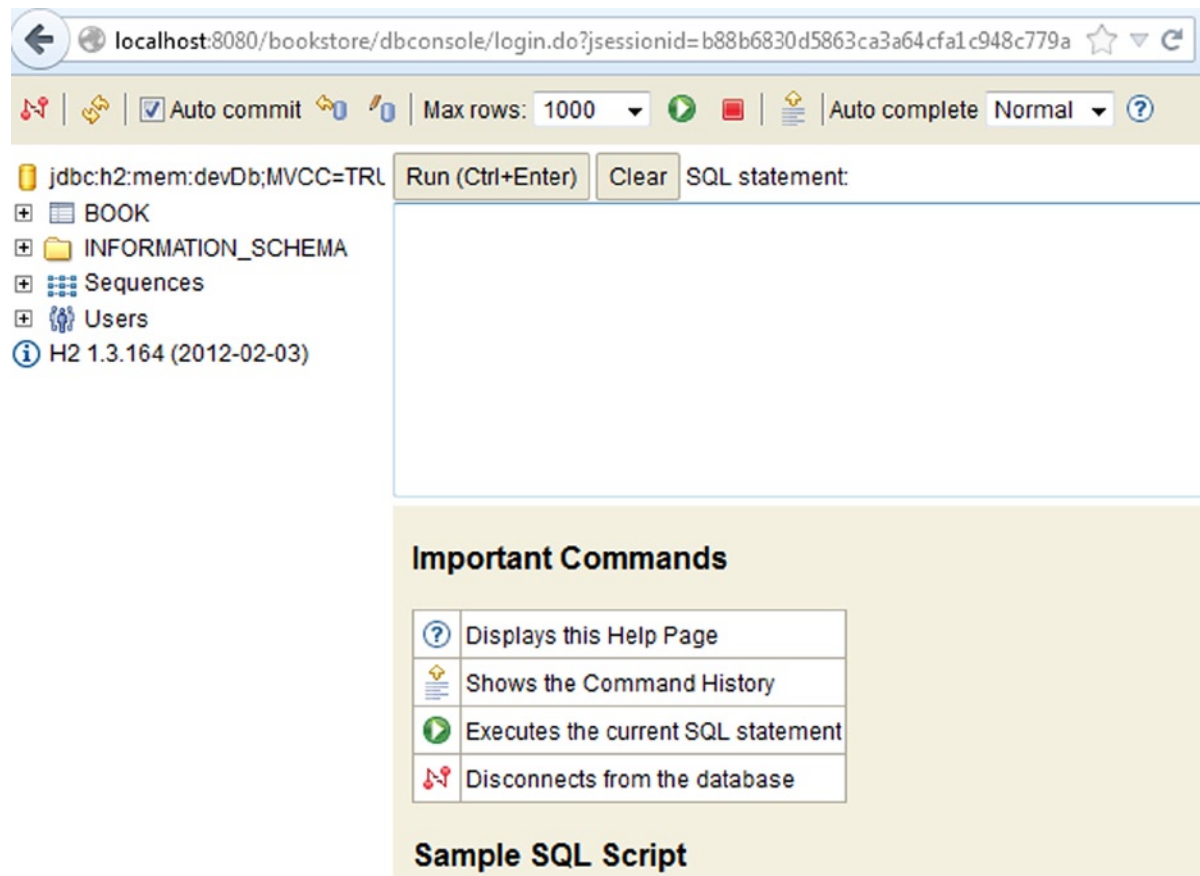 localhost:8080/bookstore/dbconsole/login.do?jsessionid=b88b6830d5863ca3a64cfa1c948c779a
Auto commit Max rows: 1000 Auto complete Normal
jdbc:h2:mem:devDb;MVCC=TRU
BOOK
INFORMATION_SCHEMA
Sequences
Users
H2 1.3.164 (2012-02-03)
Run (Ctrl+Enter) Clear SQL statement:
Important Commands
Displays this Help Page
Shows the Command History
Executes the current SQL statement
Disconnects from the database
Sample SQL Script